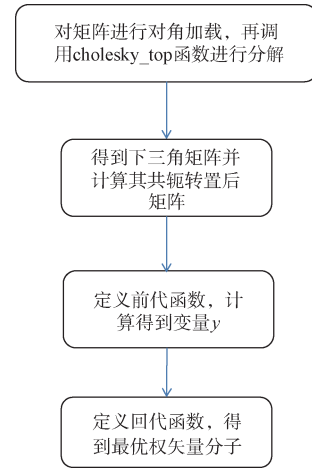 对矩阵进行对角加载，再调
用cholesky_top函数进行分解
得到下三角矩阵并
计算其共轭转置后
矩阵
定义前代函数，计
算得到变量y
定义回代函数，得
到最优权矢量分子